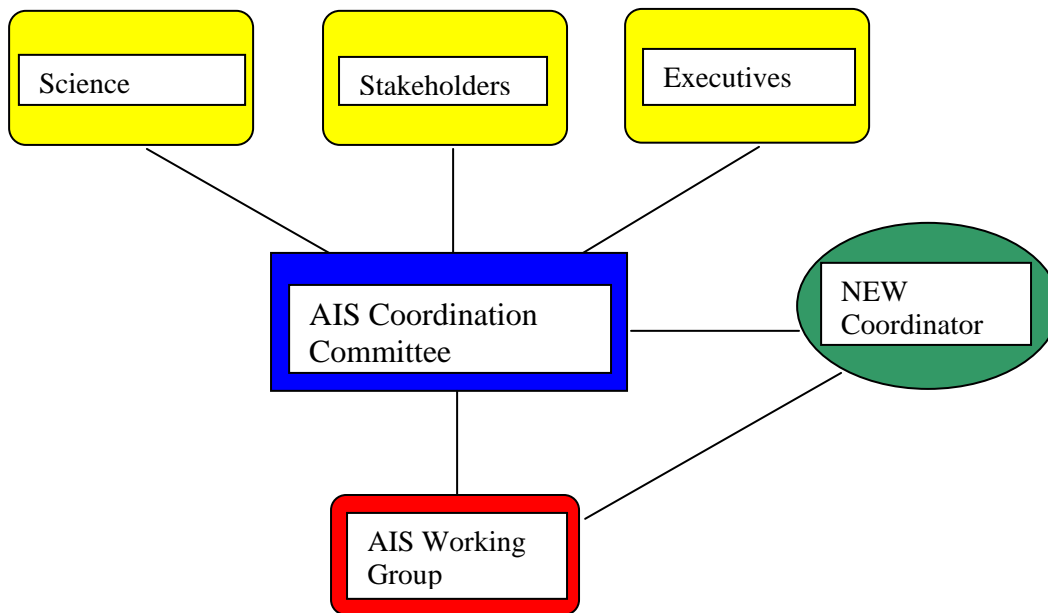 Science
Stakeholders
Executives
AIS Coordination
Committee
NEW
Coordinator
AIS Working
Group